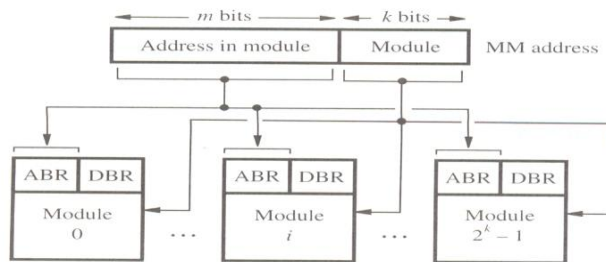 m bits k bits
Address in module Module MM address
ABR DBR ABR DBR ABR DBR
Module Module Module
0 ... i ... 2^k – 1